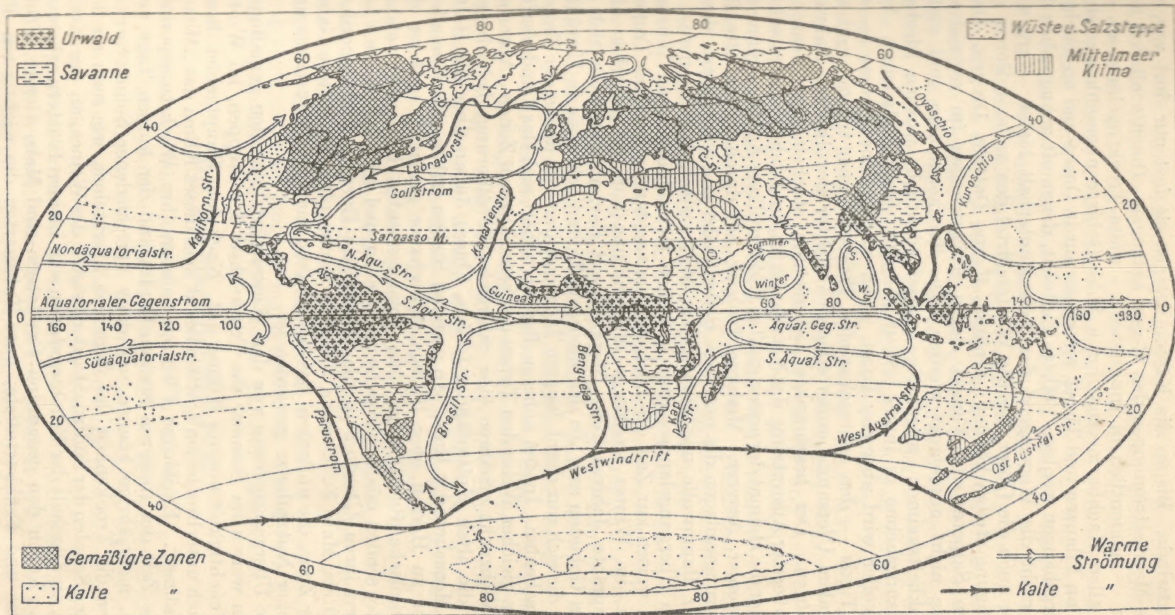 80
80
Urwald
Wüste u. Salzsteppe
60
60
Savanne
Mittelmeer
Klima
40
40
Oyaschio
Labradorstr.
Kuroschio
Golfstrom
Kaliforn. Str.
Kanarienstr.
20
20
Sargasso M.
Nordäquatorialstr.
N. Äqu. Str
Sommer
S.
Winter
W.
Guineastr.
S. Äqu. Str.
Äquatorialer Gegenstrom
60
80
140
0
160
140
120
100
160
180
0
Äquat. Geg. Str.
Südäquatorialstr.
S. Äquat. Str.
Benguela Str.
Brasil Str.
Str.
20
20
Perustrom
West Austral Str.
Ost Austral Str.
Westwindtrift
40
40
Gemäßigte Zonen
Warme
Strömung
60
60
Kalte "
Kalte "
80
80